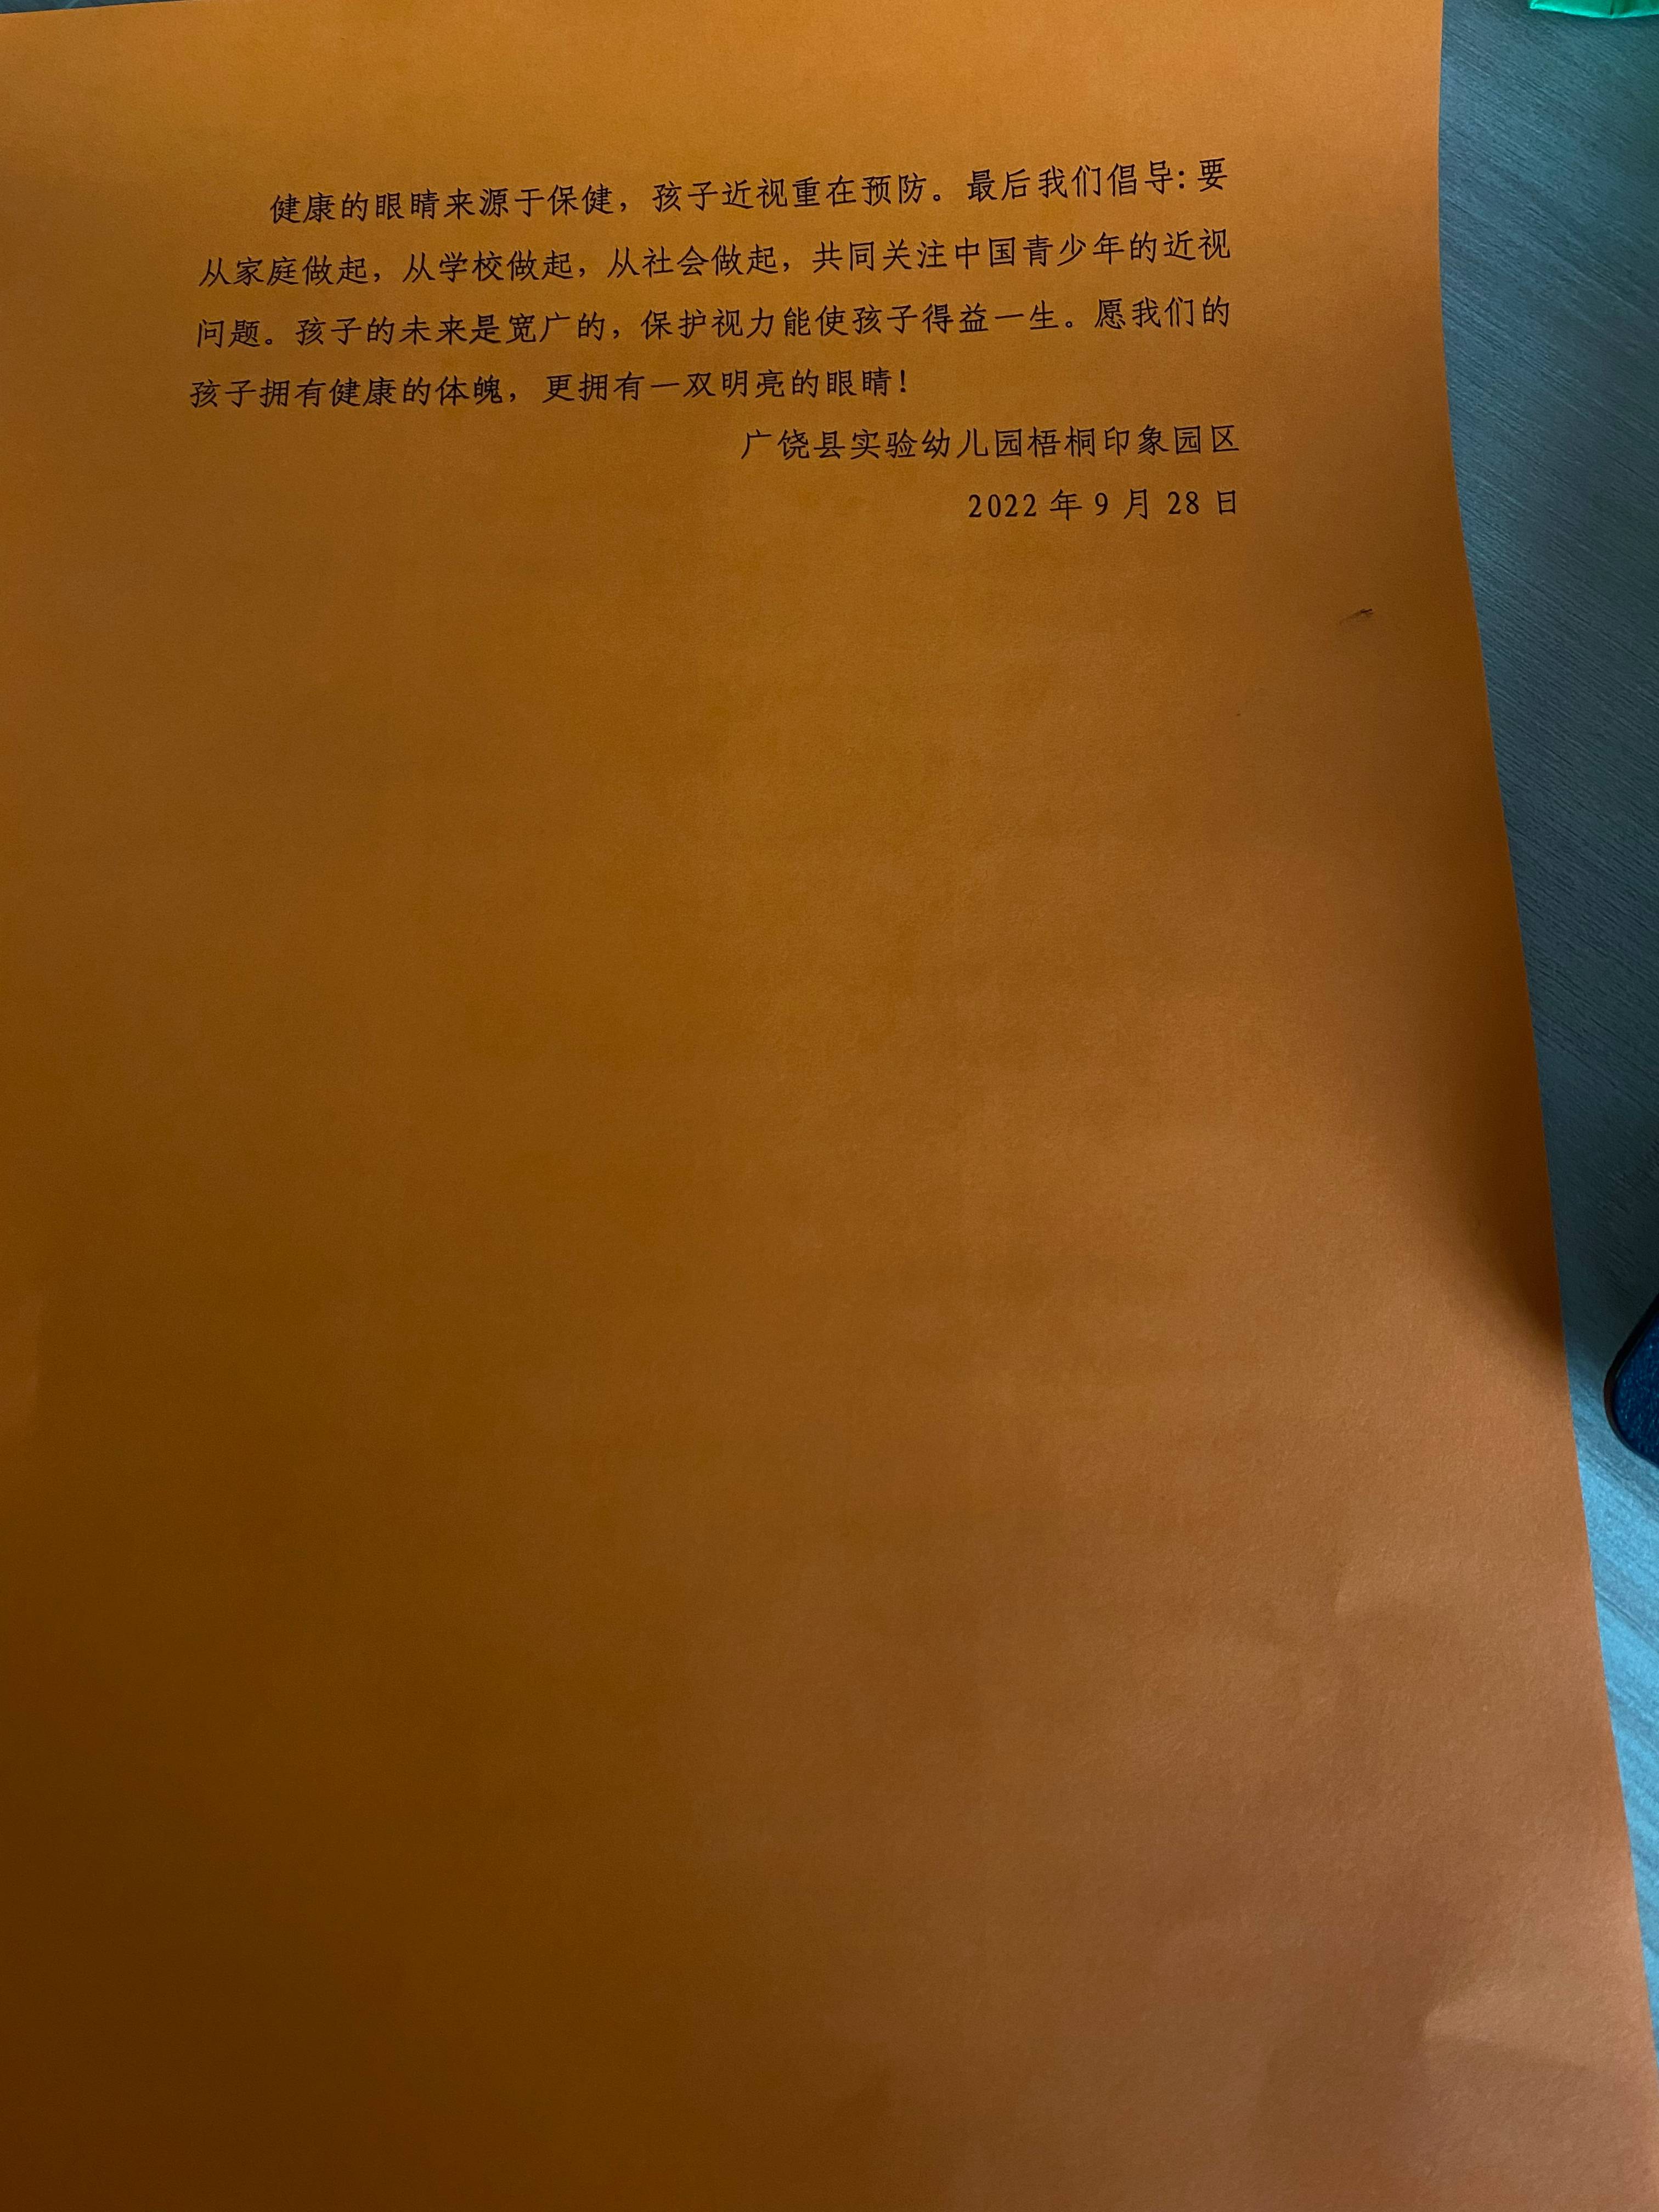 健康的眼睛来源于保健，孩子近视重在预防。最后我们倡导：要
从家庭做起，从学校做起，从社会做起，共同关注中国青少年的近视
问题。孩子的未来是宽广的，保护视力能使孩子得益一生。愿我们的
孩子拥有健康的体魄，更拥有一双明亮的眼睛！
广饶县实验幼儿园梧桐印象园区
2022 年 9 月 28 日